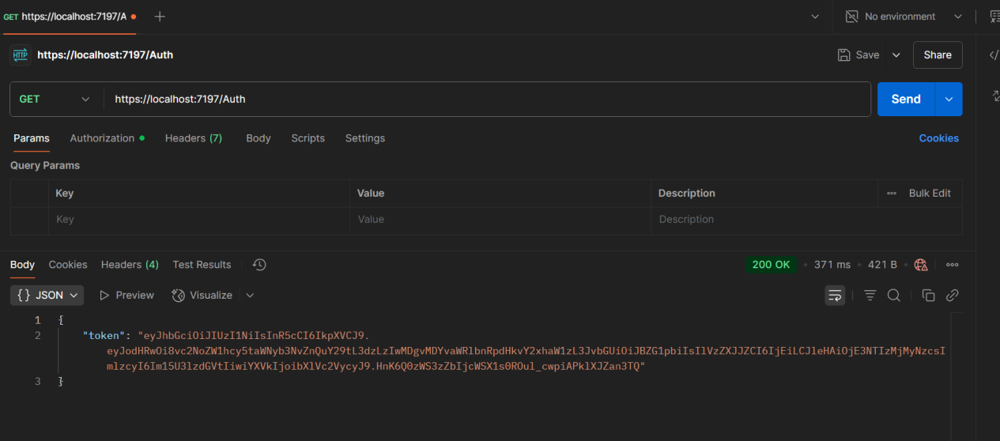 GET https://localhost:7197/A
No environment
HTTP https://localhost:7197/Auth
Save
Share
GET
https://localhost:7197/Auth
Send
Params Authorization Headers (7) Body Scripts Settings Cookies
Query Params
Key Value Description Bulk Edit
Key Value Description
Body Cookies Headers (4) Test Results 200 OK • 371 ms • 421 B
{} JSON Preview Visualize
1 {
2 "token": "eyJhbGciOiJIUzI1NiIsInR5cCI6IkpXVCJ9.
eyJodHRwOi8vc2NoZW1hcy5taWNyb3NvZnQuY29tL3dzLzIwMDgvMDYvaWRlbnRpdHkvY2xhaW1zL3JvbGUiOiJBZG1pbiIsIlVzZXJJZCI6IjEiLCJleHAiOjE3NTIzMjMyNzcsI
mlzcyI6Im15U3lzdGVtIiwiYXVkIjoibXlVc2VycyJ9.HnK6Q0zWS3zZbIjcWSX1s0ROul_cwpiAPklXJZan3TQ"
3 }